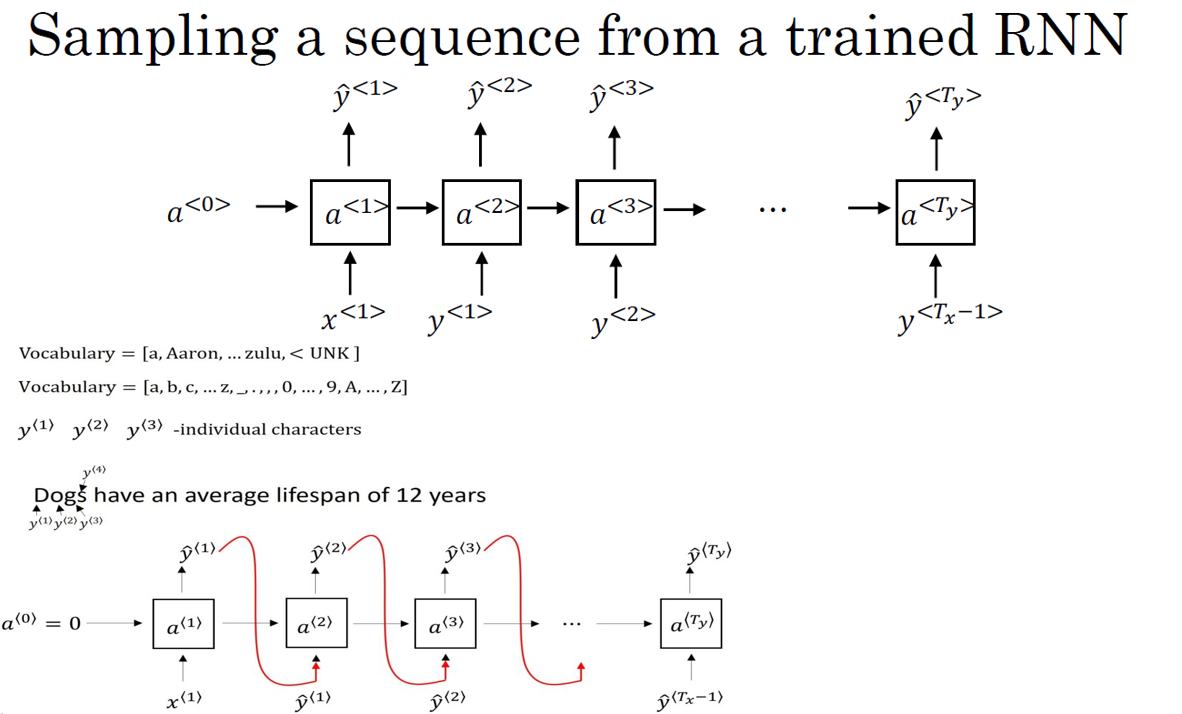 Sampling a sequence from a trained RNN
ŷ<1> ŷ<2> ŷ<3> ŷ<Ty>
a<0> a<1> a<2> a<3> ... a<Ty>
x<1> y<1> y<2> y<Tx−1>
Vocabulary = [a, Aaron, ... zulu, < UNK ]
Vocabulary = [a, b, c, ... z, _, . , , , 0, ... , 9, A, ... , Z]
y⟨1⟩ y⟨2⟩ y⟨3⟩ -individual characters
y⟨4⟩
Dogs have an average lifespan of 12 years
y⟨1⟩ y⟨2⟩ y⟨3⟩
ŷ⟨1⟩ ŷ⟨2⟩ ŷ⟨3⟩ ŷ⟨Ty⟩
a⟨0⟩ = 0 a⟨1⟩ a⟨2⟩ a⟨3⟩ ... a⟨Ty⟩
x⟨1⟩ ŷ⟨1⟩ ŷ⟨2⟩ ŷ⟨Tx−1⟩